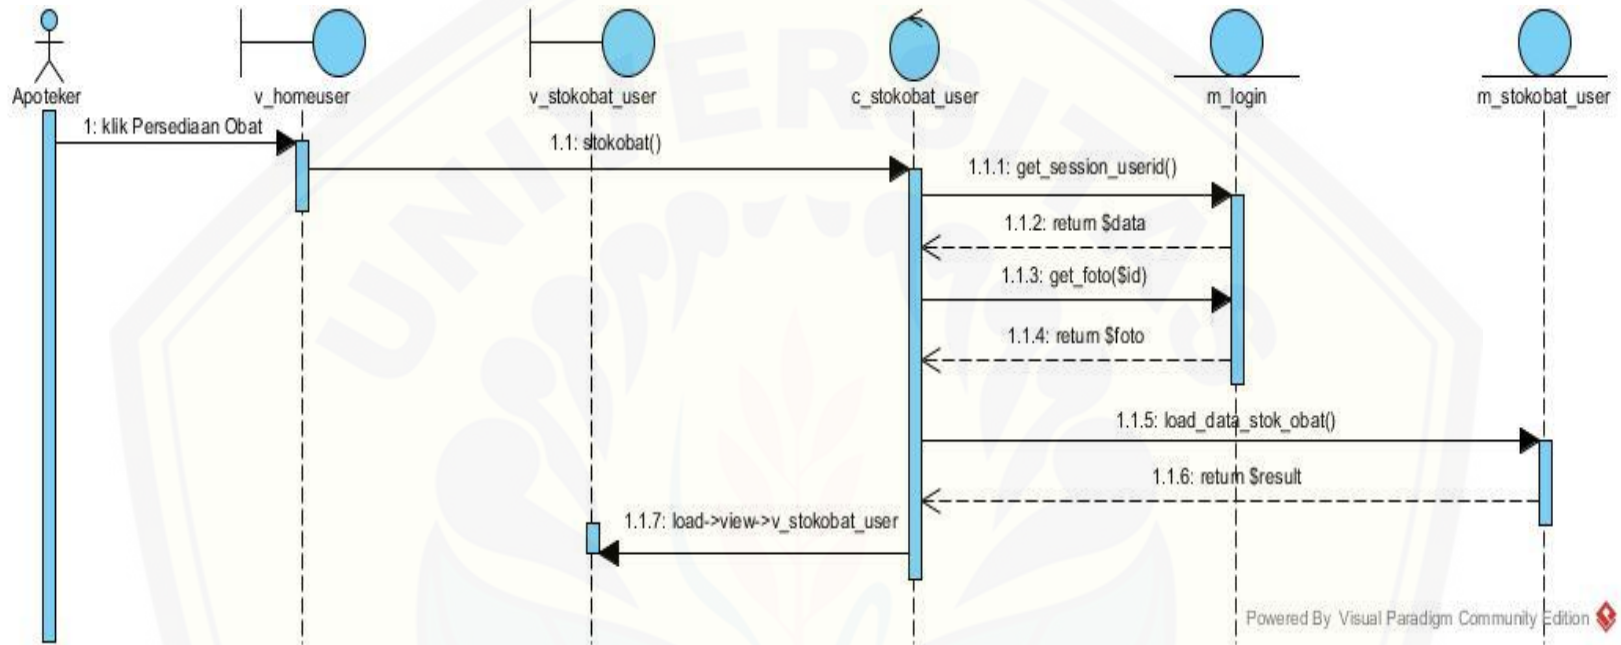 Apoteker
v_homeuser
v_stokobat_user
c_stokobat_user
m_login
m_stokobat_user
1: klik Persediaan Obat
1.1: stokobat()
1.1.1: get_session_userid()
1.1.2: return $data
1.1.3: get_foto($id)
1.1.4: return $foto
1.1.5: load_data_stok_obat()
1.1.6: return $result
1.1.7: load->view->v_stokobat_user
UNIVERSITAS
Powered By Visual Paradigm Community Edition